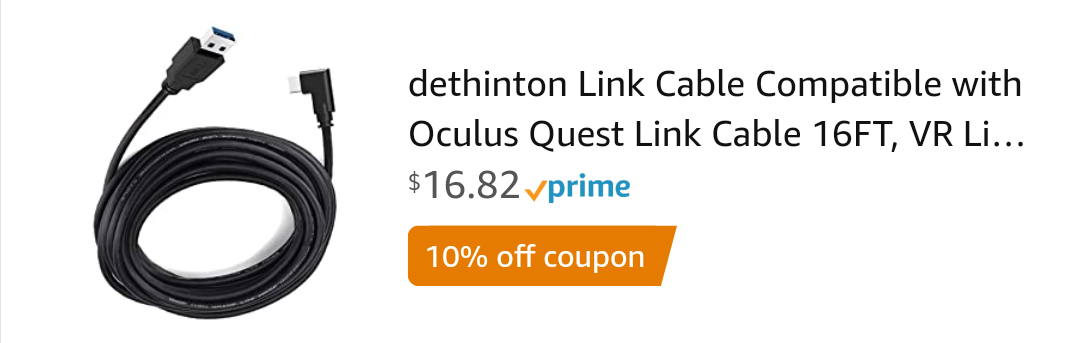 dethinton Link Cable Compatible with
Oculus Quest Link Cable 16FT, VR Li...
$16.82 prime
10% off coupon